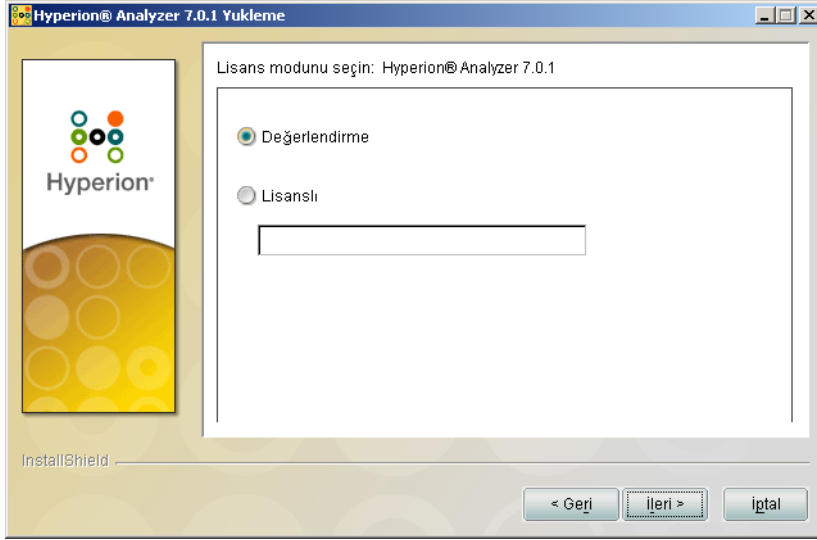 Hyperion® Analyzer 7.0.1 Yukleme
Lisans modunu seçin: Hyperion® Analyzer 7.0.1
Değerlendirme
Hyperion
Lisanslı
InstallShield
< Geri
İleri >
İptal